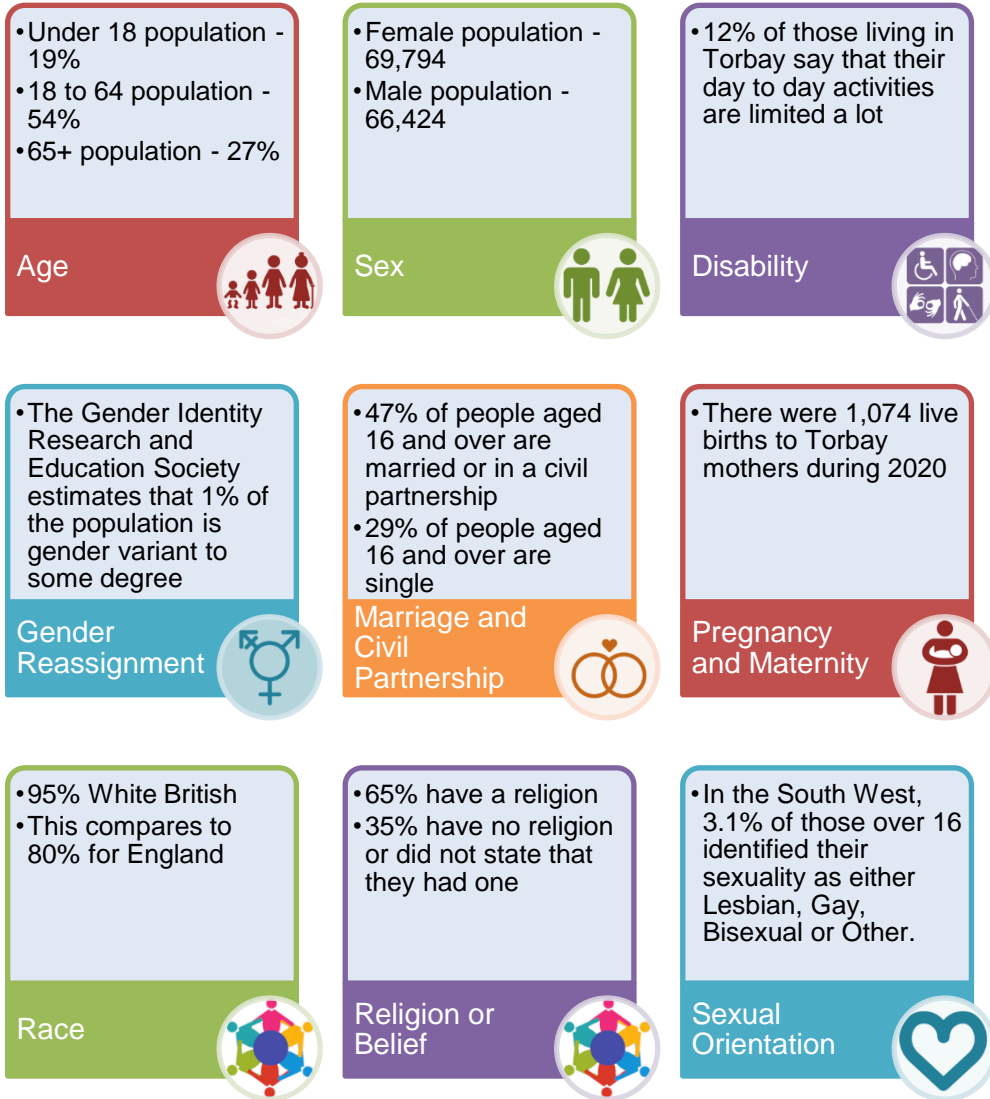 •Under 18 population -
19%
•18 to 64 population -
54%
•65+ population - 27%
Age
•Female population -
69,794
•Male population -
66,424
Sex
•12% of those living in
Torbay say that their
day to day activities
are limited a lot
Disability
•The Gender Identity
Research and
Education Society
estimates that 1% of
the population is
gender variant to
some degree
Gender
Reassignment
•47% of people aged
16 and over are
married or in a civil
partnership
•29% of people aged
16 and over are
single
Marriage and
Civil
Partnership
•There were 1,074 live
births to Torbay
mothers during 2020
Pregnancy
and Maternity
•95% White British
•This compares to
80% for England
Race
•65% have a religion
•35% have no religion
or did not state that
they had one
Religion or
Belief
•In the South West,
3.1% of those over 16
identified their
sexuality as either
Lesbian, Gay,
Bisexual or Other.
Sexual
Orientation